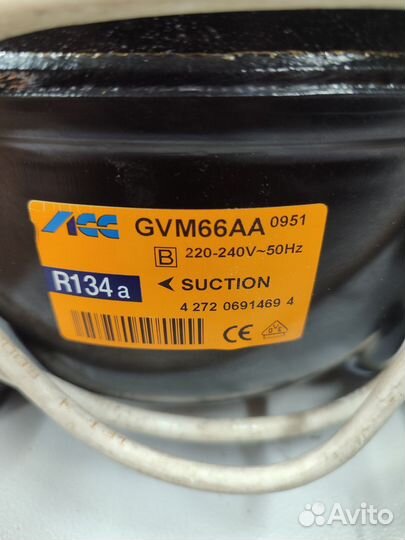 ACC GVM66AA 0951
B 220-240V~50Hz
R134a
SUCTION
4 272 0691469 4
CE
Avito